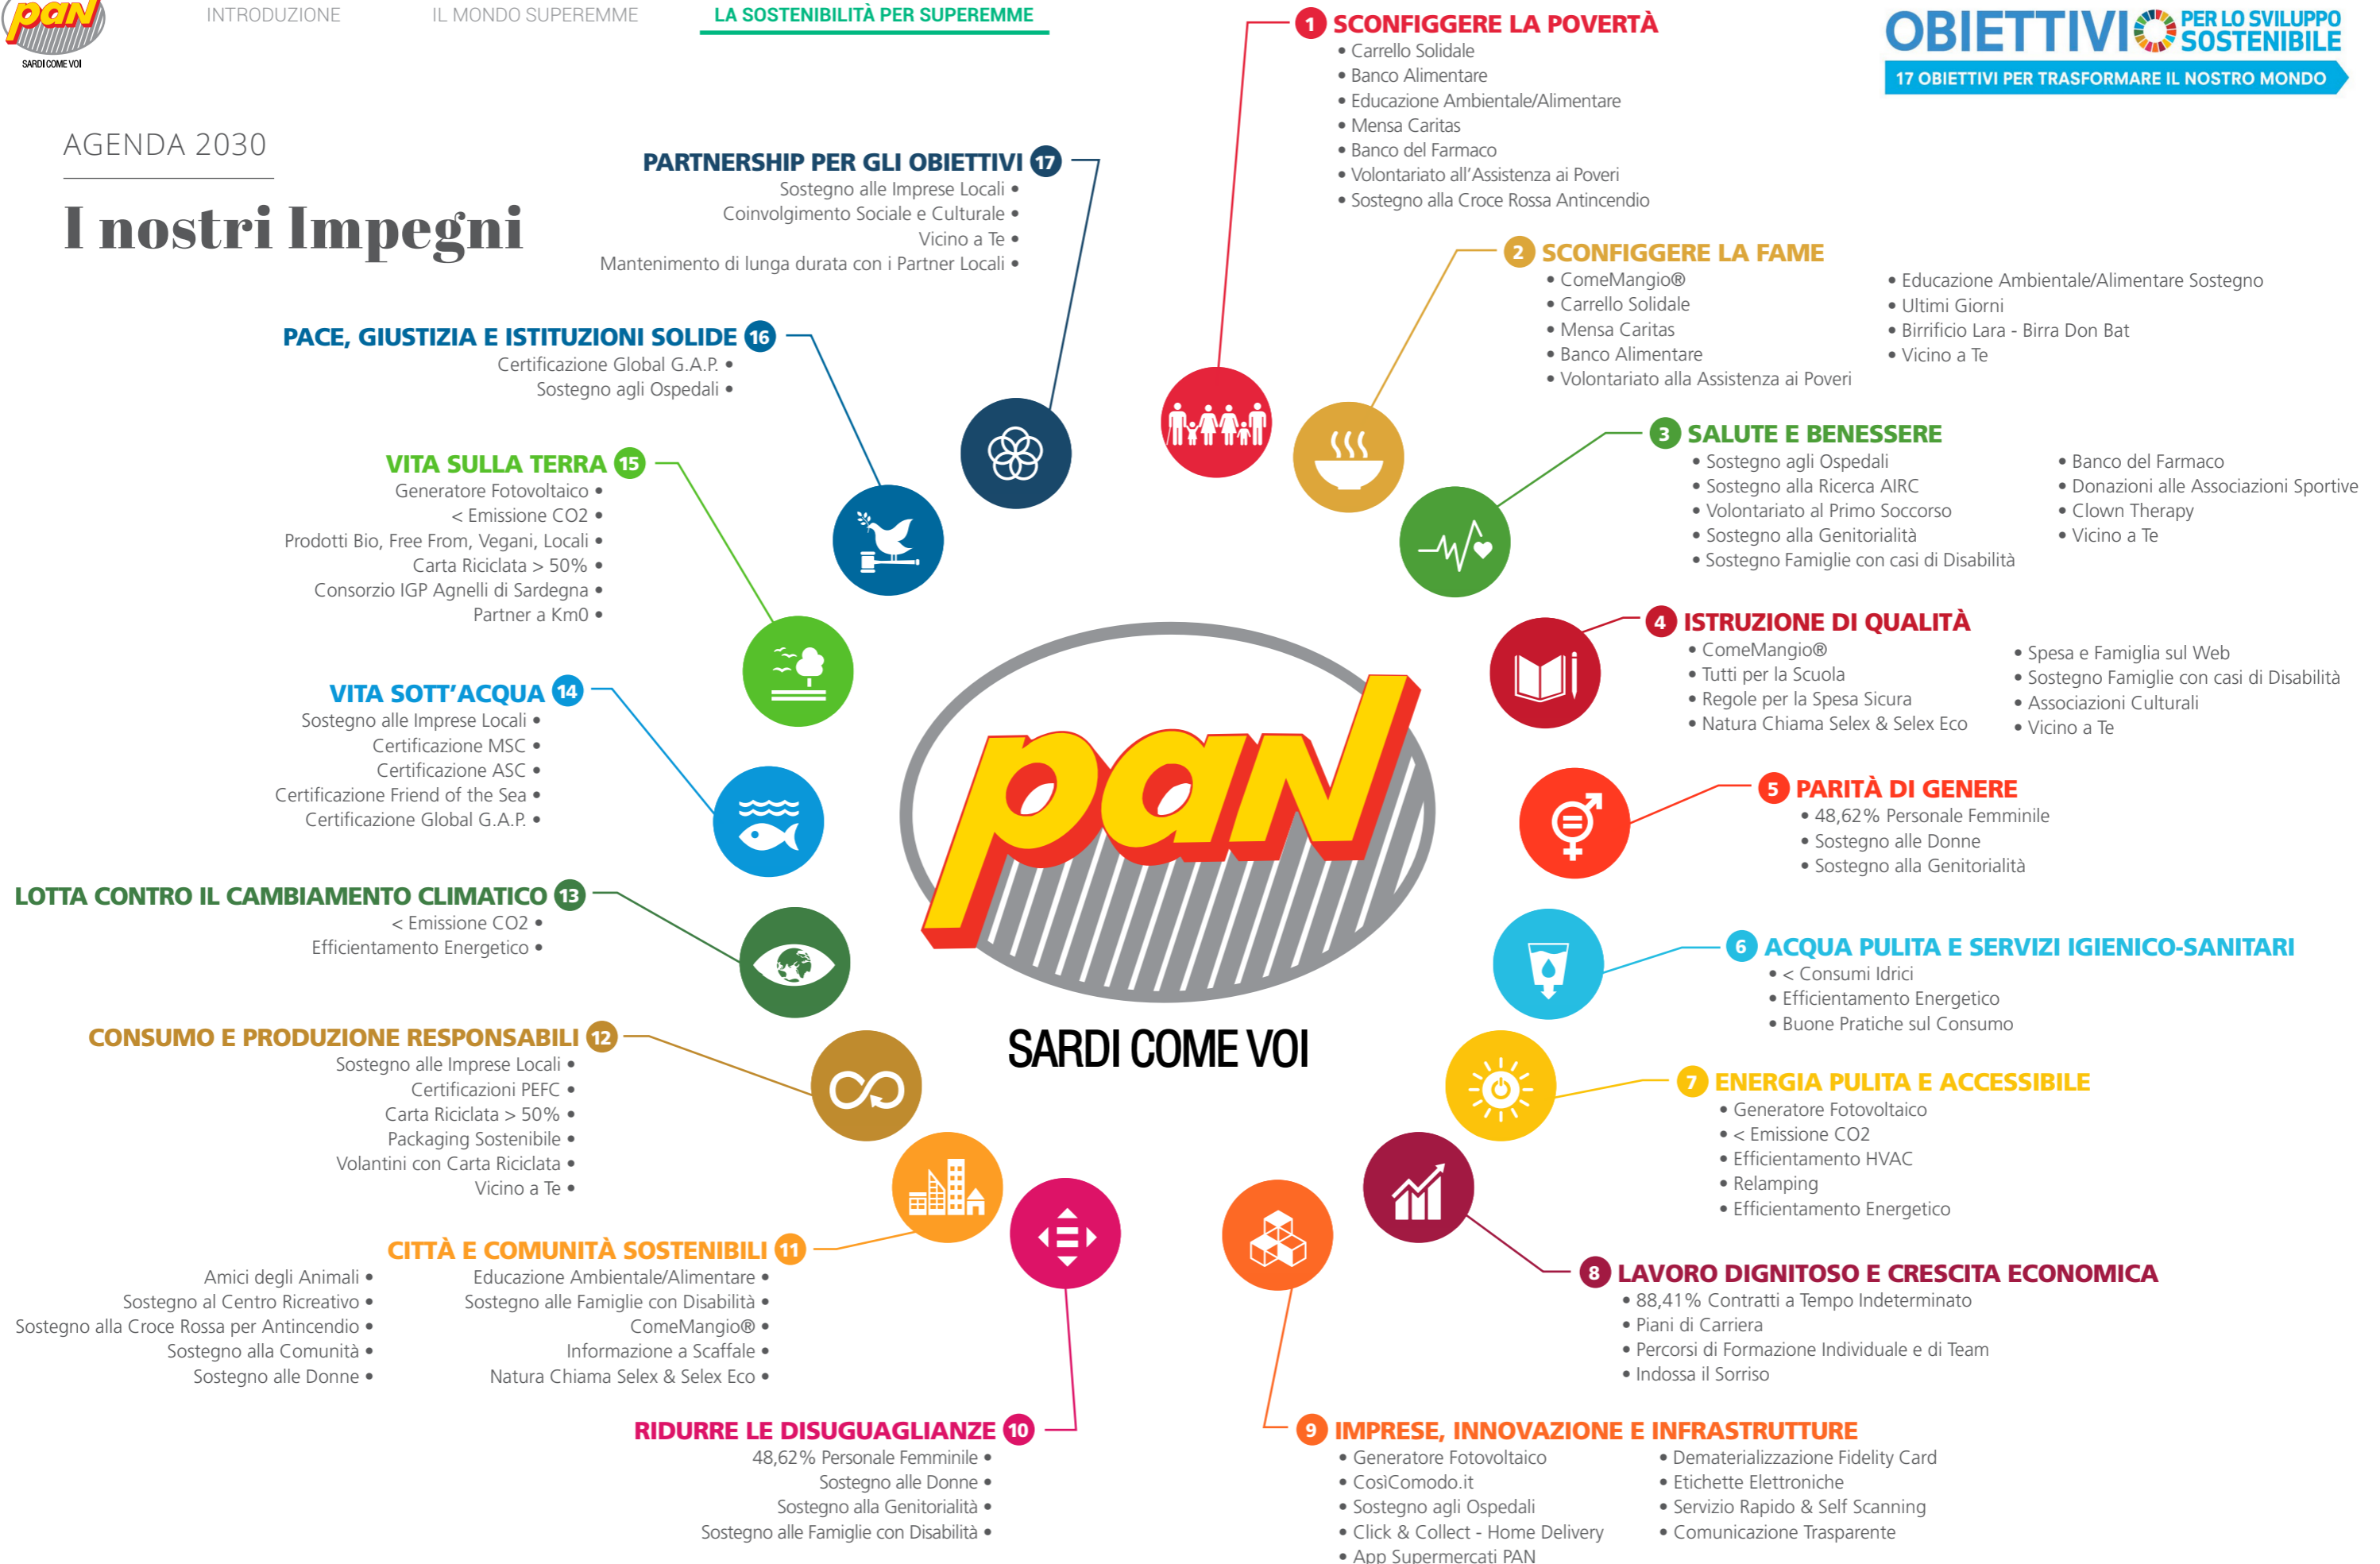 pan
SARDI COME VOI
INTRODUZIONE
IL MONDO SUPEREMME
LA SOSTENIBILITÀ PER SUPEREMME
OBIETTIVI PER LO SVILUPPO SOSTENIBILE
17 OBIETTIVI PER TRASFORMARE IL NOSTRO MONDO
AGENDA 2030
I nostri Impegni
1 SCONFIGGERE LA POVERTÀ
• Carrello Solidale
• Banco Alimentare
• Educazione Ambientale/Alimentare
• Mensa Caritas
• Banco del Farmaco
• Volontariato all'Assistenza ai Poveri
• Sostegno alla Croce Rossa Antincendio
2 SCONFIGGERE LA FAME
• ComeMangio®
• Carrello Solidale
• Mensa Caritas
• Banco Alimentare
• Volontariato alla Assistenza ai Poveri
• Educazione Ambientale/Alimentare Sostegno
• Ultimi Giorni
• Birrificio Lara - Birra Don Bat
• Vicino a Te
3 SALUTE E BENESSERE
• Sostegno agli Ospedali
• Sostegno alla Ricerca AIRC
• Volontariato al Primo Soccorso
• Sostegno alla Genitorialità
• Sostegno Famiglie con casi di Disabilità
• Banco del Farmaco
• Donazioni alle Associazioni Sportive
• Clown Therapy
• Vicino a Te
4 ISTRUZIONE DI QUALITÀ
• ComeMangio®
• Tutti per la Scuola
• Regole per la Spesa Sicura
• Natura Chiama Selex & Selex Eco
• Spesa e Famiglia sul Web
• Sostegno Famiglie con casi di Disabilità
• Associazioni Culturali
• Vicino a Te
5 PARITÀ DI GENERE
• 48,62% Personale Femminile
• Sostegno alle Donne
• Sostegno alla Genitorialità
6 ACQUA PULITA E SERVIZI IGIENICO-SANITARI
• < Consumi Idrici
• Efficientamento Energetico
• Buone Pratiche sul Consumo
7 ENERGIA PULITA E ACCESSIBILE
• Generatore Fotovoltaico
• < Emissione CO2
• Efficientamento HVAC
• Relamping
• Efficientamento Energetico
8 LAVORO DIGNITOSO E CRESCITA ECONOMICA
• 88,41% Contratti a Tempo Indeterminato
• Piani di Carriera
• Percorsi di Formazione Individuale e di Team
• Indossa il Sorriso
9 IMPRESE, INNOVAZIONE E INFRASTRUTTURE
• Generatore Fotovoltaico
• CosìComodo.it
• Sostegno agli Ospedali
• Click & Collect - Home Delivery
• App Supermercati PAN
• Dematerializzazione Fidelity Card
• Etichette Elettroniche
• Servizio Rapido & Self Scanning
• Comunicazione Trasparente
RIDURRE LE DISUGUAGLIANZE 10
48,62% Personale Femminile •
Sostegno alle Donne •
Sostegno alla Genitorialità •
Sostegno alle Famiglie con Disabilità •
CITTÀ E COMUNITÀ SOSTENIBILI 11
Amici degli Animali •
Sostegno al Centro Ricreativo •
Sostegno alla Croce Rossa per Antincendio •
Sostegno alla Comunità •
Sostegno alle Donne •
Educazione Ambientale/Alimentare •
Sostegno alle Famiglie con Disabilità •
ComeMangio® •
Informazione a Scaffale •
Natura Chiama Selex & Selex Eco •
CONSUMO E PRODUZIONE RESPONSABILI 12
Sostegno alle Imprese Locali •
Certificazioni PEFC •
Carta Riciclata > 50% •
Packaging Sostenibile •
Volantini con Carta Riciclata •
Vicino a Te •
LOTTA CONTRO IL CAMBIAMENTO CLIMATICO 13
< Emissione CO2 •
Efficientamento Energetico •
VITA SOTT'ACQUA 14
Sostegno alle Imprese Locali •
Certificazione MSC •
Certificazione ASC •
Certificazione Friend of the Sea •
Certificazione Global G.A.P. •
VITA SULLA TERRA 15
Generatore Fotovoltaico •
< Emissione CO2 •
Prodotti Bio, Free From, Vegani, Locali •
Carta Riciclata > 50% •
Consorzio IGP Agnelli di Sardegna •
Partner a Km0 •
PACE, GIUSTIZIA E ISTITUZIONI SOLIDE 16
Certificazione Global G.A.P. •
Sostegno agli Ospedali •
PARTNERSHIP PER GLI OBIETTIVI 17
Sostegno alle Imprese Locali •
Coinvolgimento Sociale e Culturale •
Vicino a Te •
Mantenimento di lunga durata con i Partner Locali •
pan
SARDI COME VOI